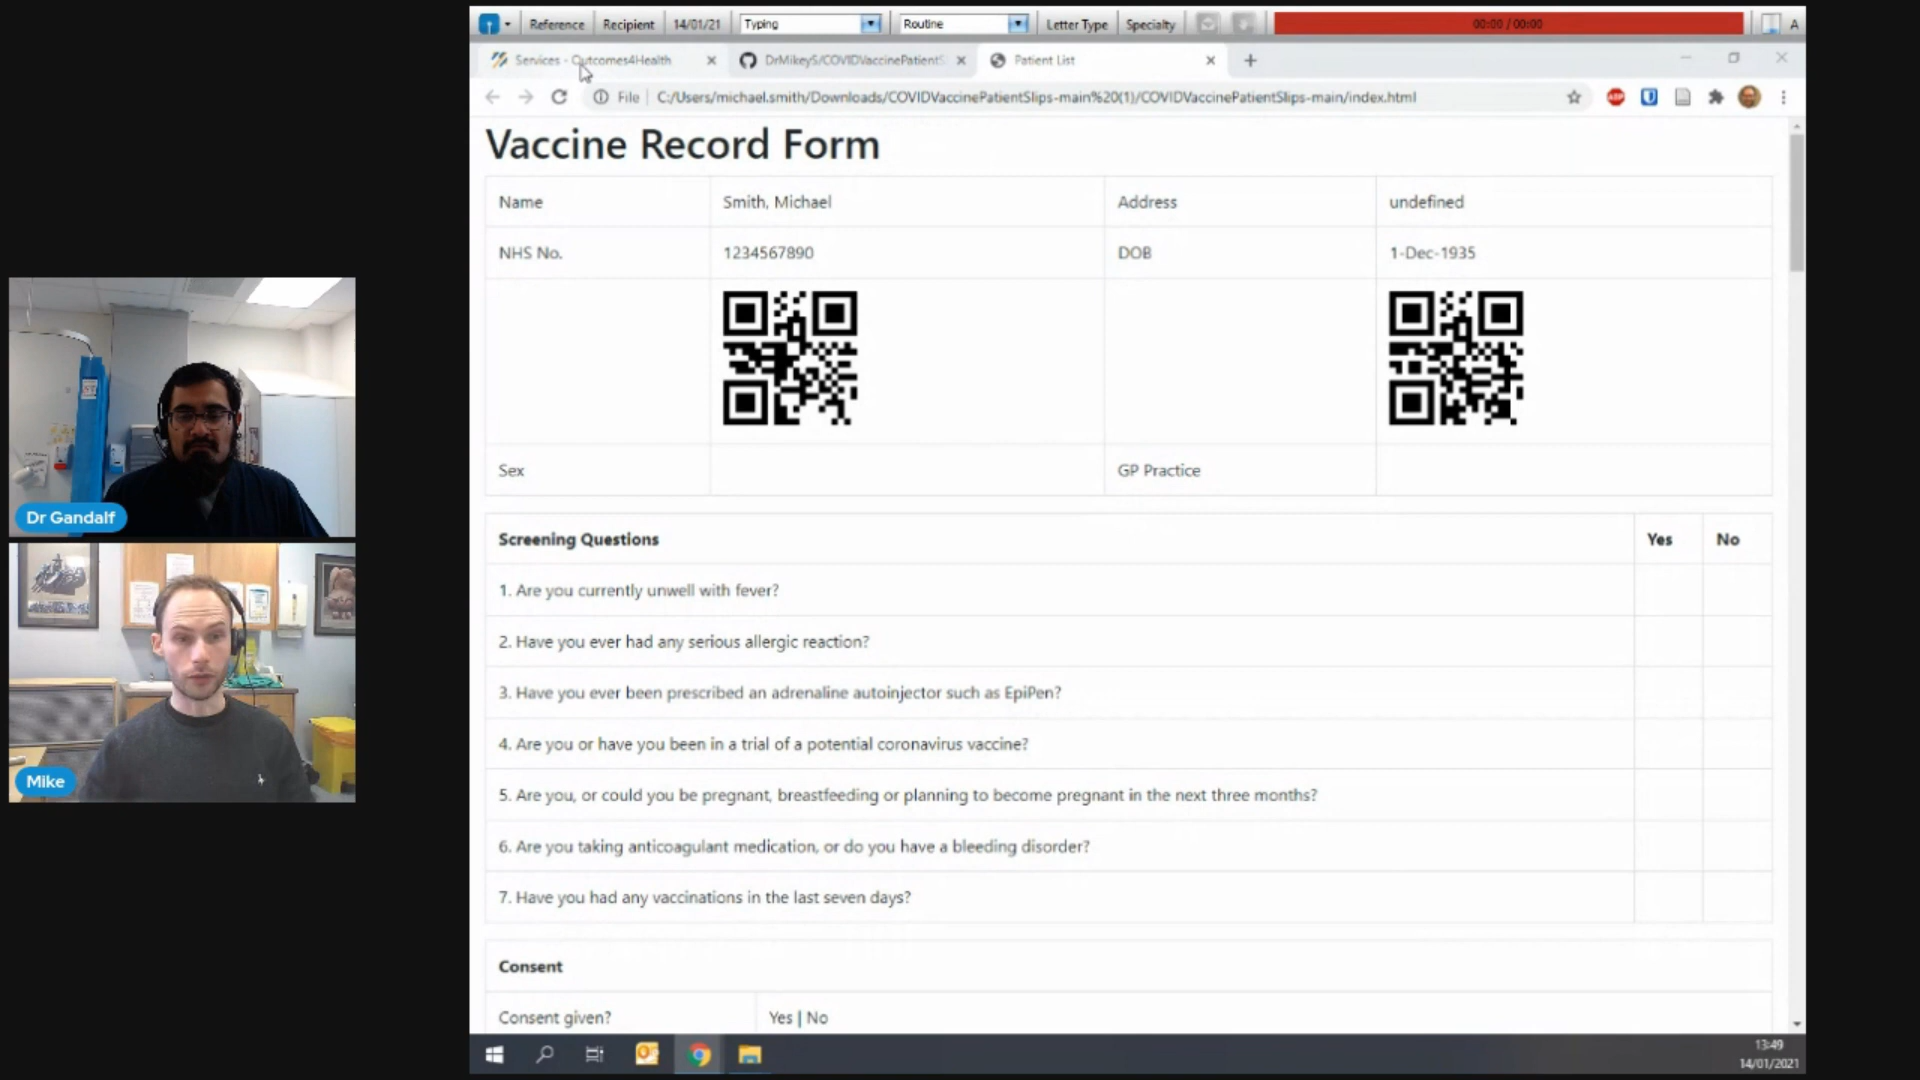 Reference Recipient 14/01/21 Typing Routine Letter Type Specialty 00:00 / 00:00 A
Services - Outcomes4Health DrMikeyS/COVIDVaccinePatientS Patient List
File C:/Users/michael.smith/Downloads/COVIDVaccinePatientSlips-main%20(1)/COVIDVaccinePatientSlips-main/index.html
Vaccine Record Form
Name Smith, Michael Address undefined
NHS No. 1234567890 DOB 1-Dec-1935
Sex GP Practice
Screening Questions Yes No
1. Are you currently unwell with fever?
2. Have you ever had any serious allergic reaction?
3. Have you ever been prescribed an adrenaline autoinjector such as EpiPen?
4. Are you or have you been in a trial of a potential coronavirus vaccine?
5. Are you, or could you be pregnant, breastfeeding or planning to become pregnant in the next three months?
6. Are you taking anticoagulant medication, or do you have a bleeding disorder?
7. Have you had any vaccinations in the last seven days?
Consent
Consent given? Yes | No
13:49
14/01/2021
Dr Gandalf
Mike